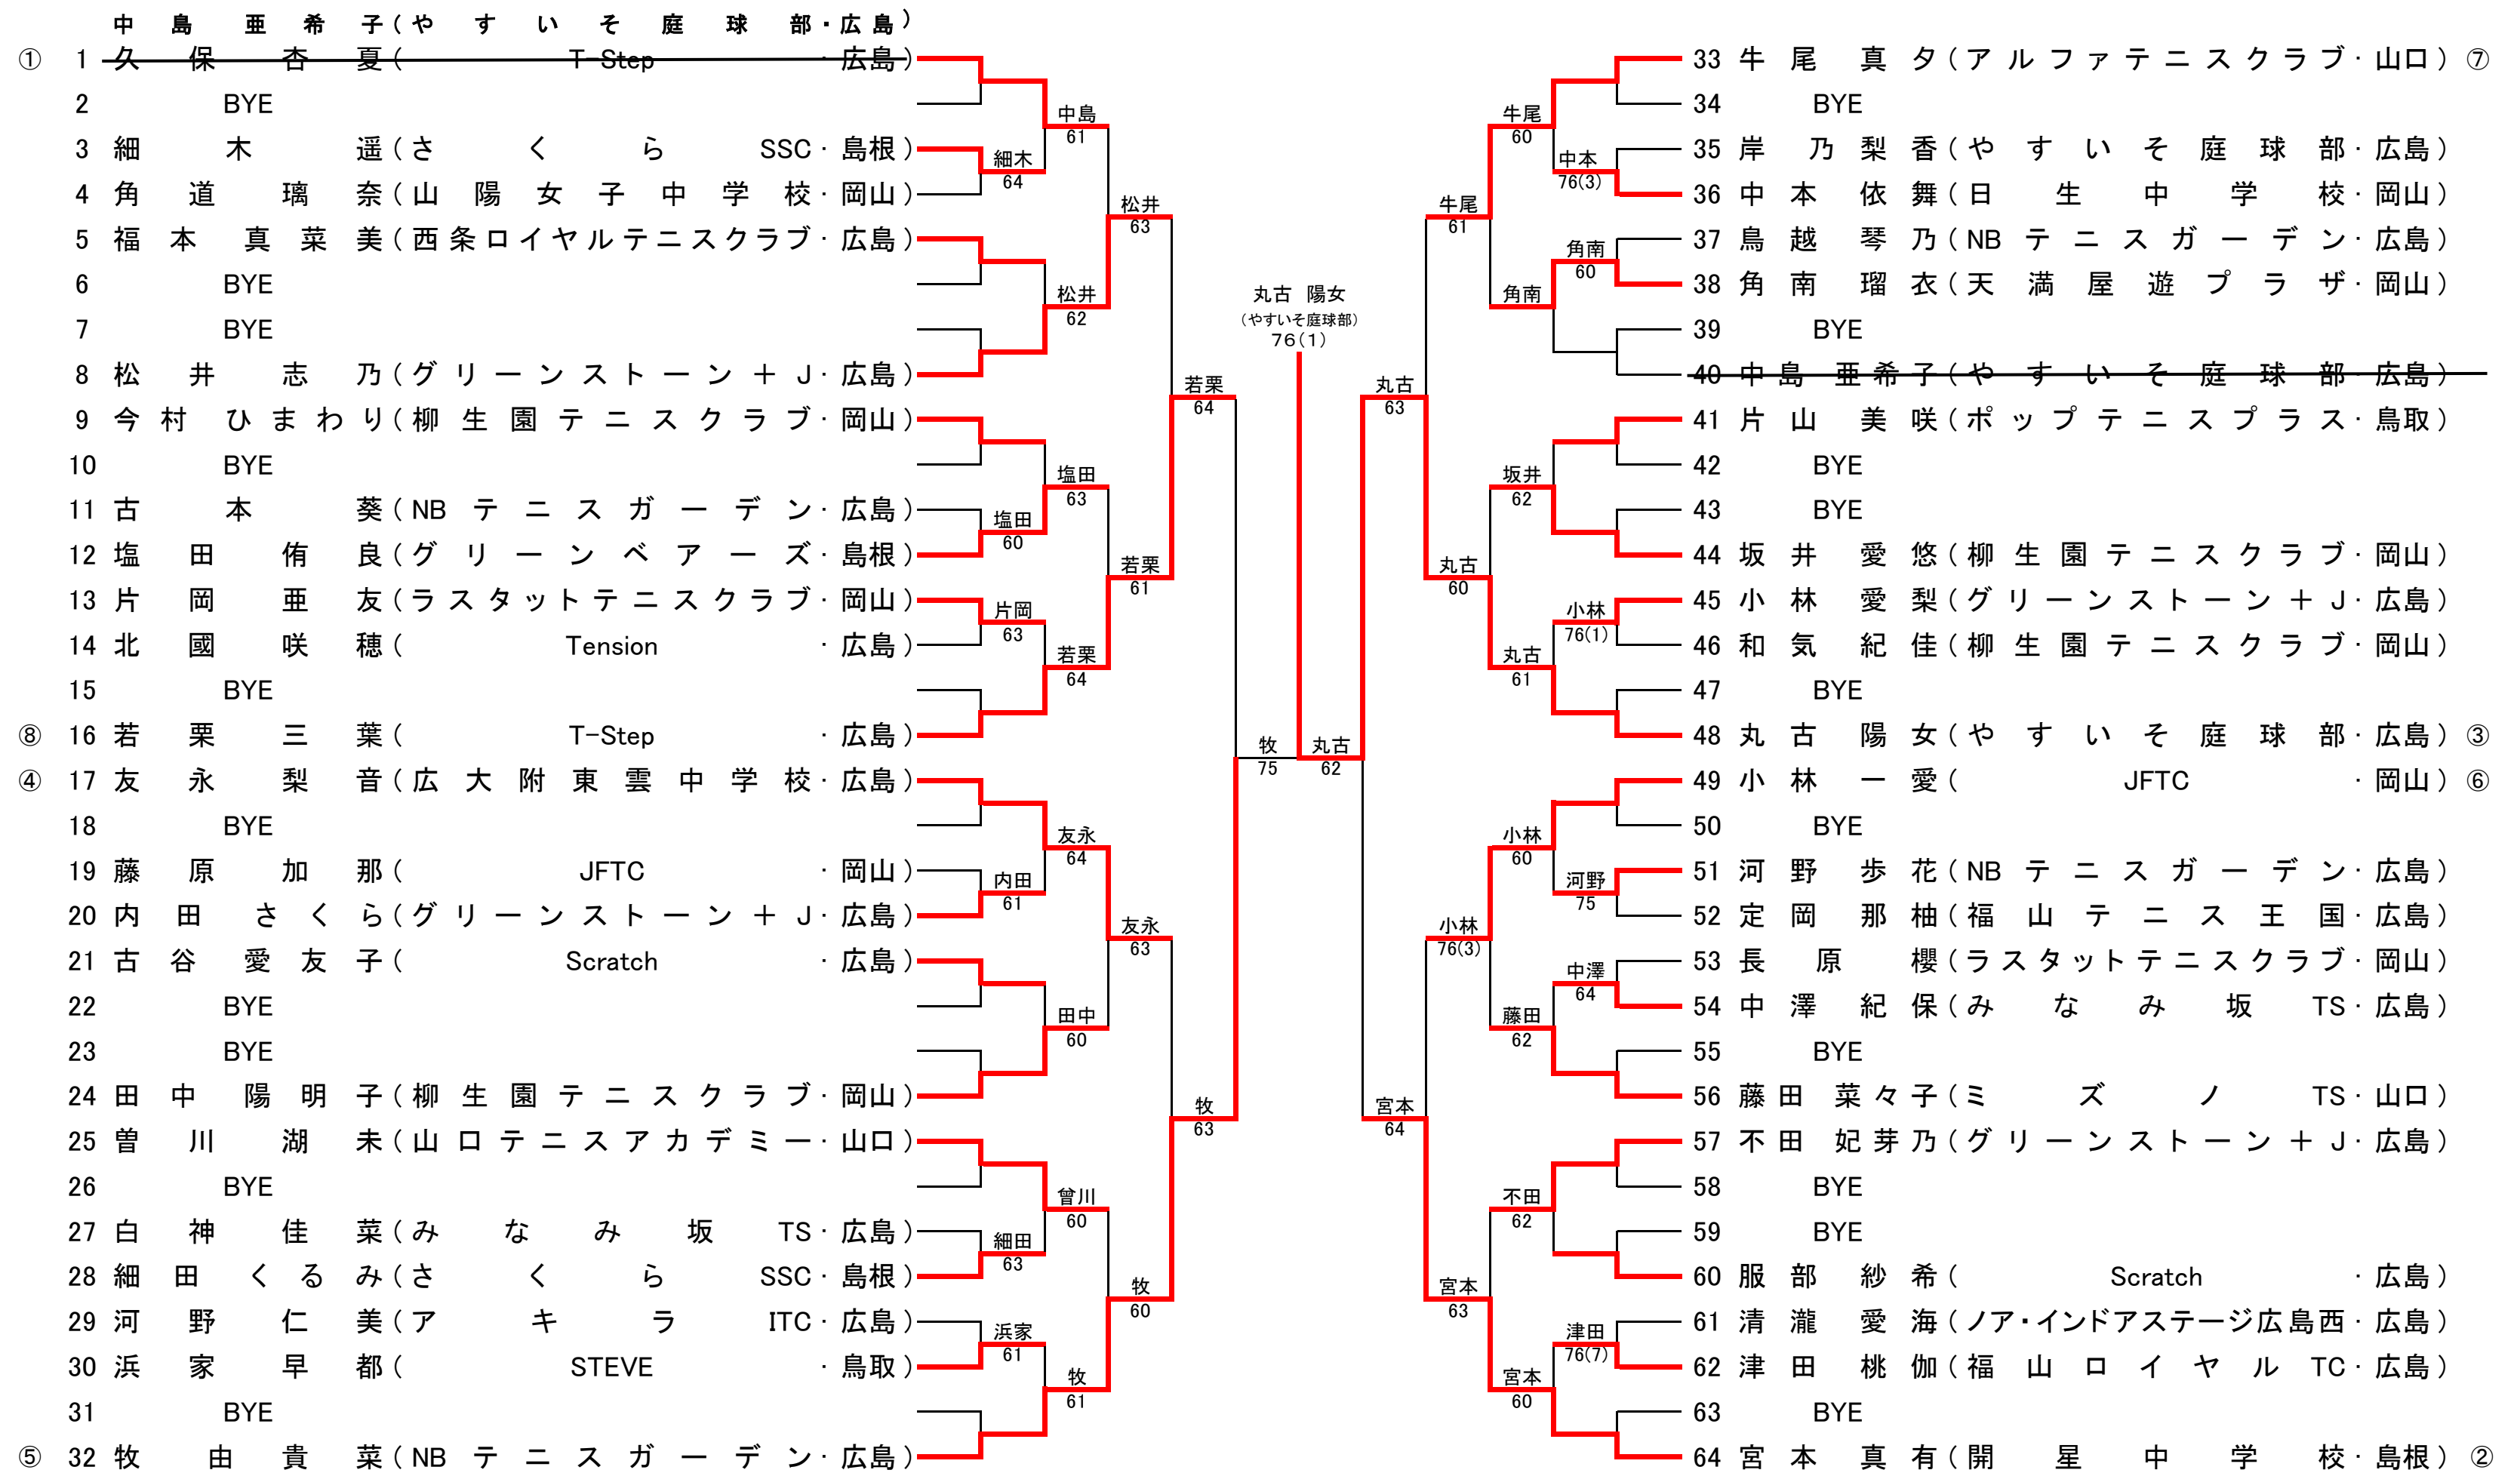 中島 亜希子(やすいそ庭球部・広島)
① 1 久保 杏夏( T-Step ・広島)
2 BYE
3 細木 遥(さくらSSC・島根)
4 角道 璃奈(山陽女子中学校・岡山)
5 福本 真菜美(西条ロイヤルテニスクラブ・広島)
6 BYE
7 BYE
8 松井 志乃(グリーンストーン+J・広島)
9 今村 ひまわり(柳生園テニスクラブ・岡山)
10 BYE
11 古本 葵(NBテニスガーデン・広島)
12 塩田 侑良(グリーンベアーズ・島根)
13 片岡 亜友(ラスタットテニスクラブ・岡山)
14 北國 咲穂( Tension ・広島)
15 BYE
⑧ 16 若栗 三葉( T-Step ・広島)
④ 17 友永 梨音(広大附東雲中学校・広島)
18 BYE
19 藤原 加那( JFTC ・岡山)
20 内田 さくら(グリーンストーン+J・広島)
21 古谷 愛友子( Scratch ・広島)
22 BYE
23 BYE
24 田中 陽明子(柳生園テニスクラブ・岡山)
25 曽川 湖未(山口テニスアカデミー・山口)
26 BYE
27 白神 佳菜(みなみ坂TS・広島)
28 細田 くるみ(さくらSSC・島根)
29 河野 仁美(アキラITC・広島)
30 浜家 早都( STEVE ・鳥取)
31 BYE
⑤ 32 牧 由貴菜(NBテニスガーデン・広島)
細木
64
塩田
60
片岡
63
内田
61
細田
63
浜家
61
中島
61
松井
62
塩田
63
若栗
64
友永
64
田中
60
曾川
60
牧
61
松井
63
若栗
61
友永
63
牧
60
若栗
64
牧
63
牧
75
丸古 陽女
(やすいそ庭球部)
76(1)
丸古
62
丸古
63
宮本
64
牛尾
61
丸古
60
小林
76(3)
宮本
63
牛尾
60
角南
坂井
62
丸古
61
小林
60
藤田
62
不田
62
宮本
60
中本
76(3)
角南
60
小林
76(1)
河野
75
中澤
64
津田
76(7)
33 牛尾 真夕(アルファテニスクラブ・山口) ⑦
34 BYE
35 岸 乃梨香(やすいそ庭球部・広島)
36 中本 依舞(日生中学校・岡山)
37 鳥越 琴乃(NBテニスガーデン・広島)
38 角南 瑠衣(天満屋遊プラザ・岡山)
39 BYE
40 中島 亜希子(やすいそ庭球部・広島)
41 片山 美咲(ポップテニスプラス・鳥取)
42 BYE
43 BYE
44 坂井 愛悠(柳生園テニスクラブ・岡山)
45 小林 愛梨(グリーンストーン+J・広島)
46 和気 紀佳(柳生園テニスクラブ・岡山)
47 BYE
48 丸古 陽女(やすいそ庭球部・広島) ③
49 小林 一愛( JFTC ・岡山) ⑥
50 BYE
51 河野 歩花(NBテニスガーデン・広島)
52 定岡 那柚(福山テニス王国・広島)
53 長原 櫻(ラスタットテニスクラブ・岡山)
54 中澤 紀保(みなみ坂TS・広島)
55 BYE
56 藤田 菜々子(ミズノTS・山口)
57 不田 妃芽乃(グリーンストーン+J・広島)
58 BYE
59 BYE
60 服部 紗希( Scratch ・広島)
61 清瀧 愛海(ノア・インドアステージ広島西・広島)
62 津田 桃伽(福山ロイヤルTC・広島)
63 BYE
64 宮本 真有(開星中学校・島根) ②